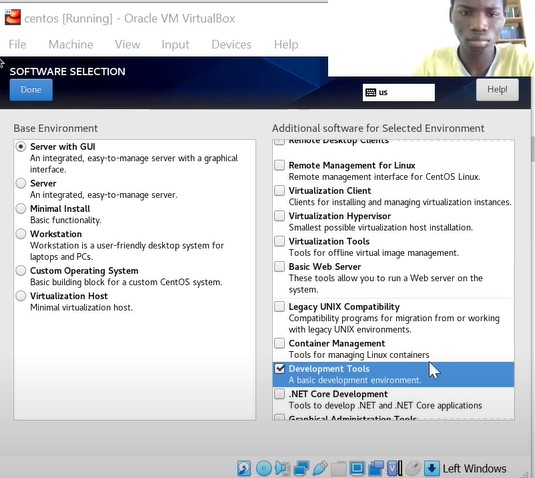 centos [Running] - Oracle VM VirtualBox
File Machine View Input Devices Help
SOFTWARE SELECTION
Done
us
Help!
Base Environment
Server with GUI
An integrated, easy-to-manage server with a graphical
interface.
Server
An integrated, easy-to-manage server.
Minimal Install
Basic functionality.
Workstation
Workstation is a user-friendly desktop system for
laptops and PCs.
Custom Operating System
Basic building block for a custom CentOS system.
Virtualization Host
Minimal virtualization host.
Additional software for Selected Environment
Remote Desktop Clients
Remote Management for Linux
Remote management interface for CentOS Linux.
Virtualization Client
Clients for installing and managing virtualization instances.
Virtualization Hypervisor
Smallest possible virtualization host installation.
Virtualization Tools
Tools for offline virtual image management.
Basic Web Server
These tools allow you to run a Web server on the
system.
Legacy UNIX Compatibility
Compatibility programs for migration from or working
with legacy UNIX environments.
Container Management
Tools for managing Linux containers
Development Tools
A basic development environment.
.NET Core Development
Tools to develop .NET and .NET Core applications
Graphical Administration Tools
Left Windows